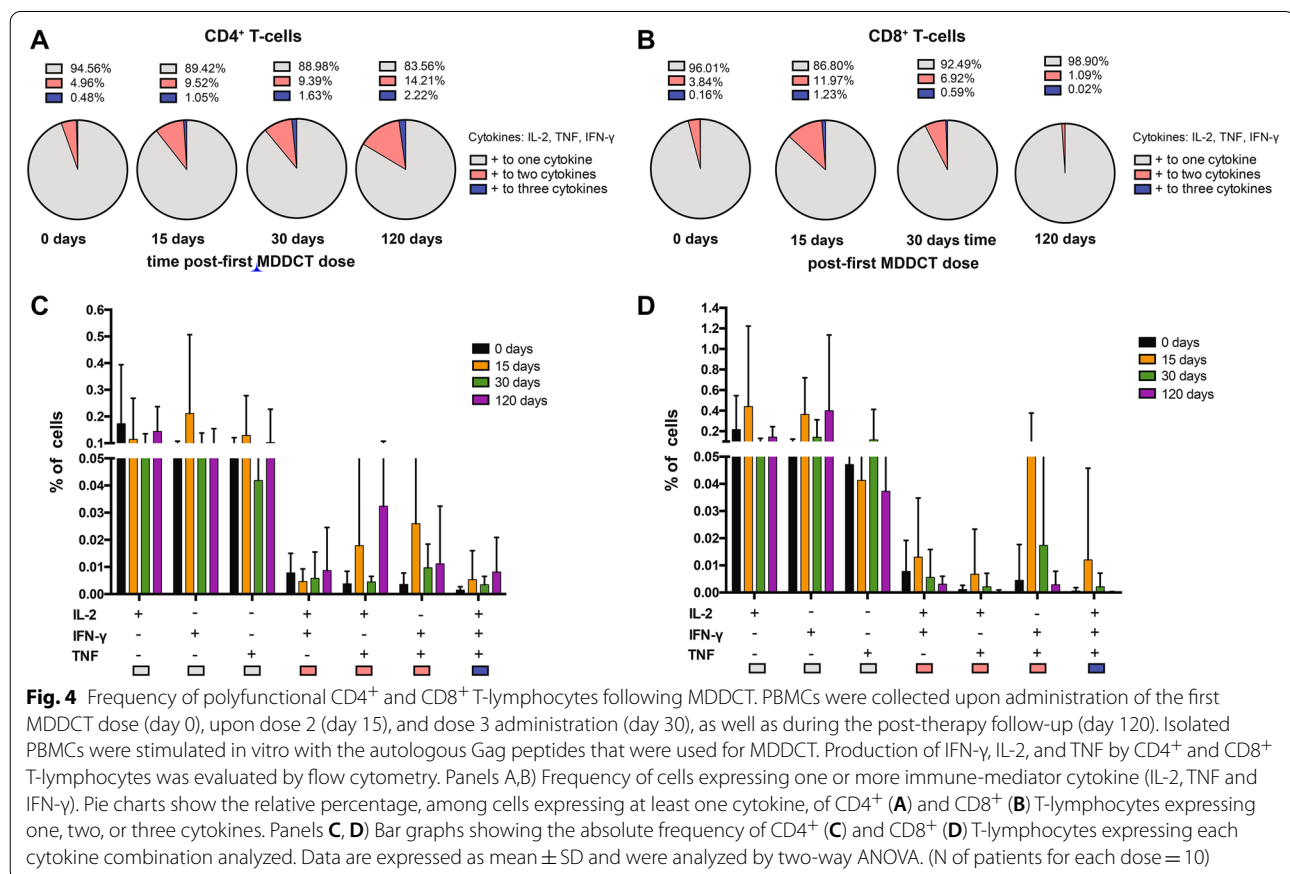 A
CD4⁺ T-cells
94.56%
4.96%
0.48%
89.42%
9.52%
1.05%
88.98%
9.39%
1.63%
83.56%
14.21%
2.22%
Cytokines: IL-2, TNF, IFN-γ
+ to one cytokine
+ to two cytokines
+ to three cytokines
0 days
15 days
30 days
120 days
time post-first MDDCT dose
B
CD8⁺ T-cells
96.01%
3.84%
0.16%
86.80%
11.97%
1.23%
92.49%
6.92%
0.59%
98.90%
1.09%
0.02%
Cytokines: IL-2, TNF, IFN-γ
+ to one cytokine
+ to two cytokines
+ to three cytokines
0 days
15 days
30 days time
120 days
post-first MDDCT dose
C
% of cells
0.6
0.5
0.4
0.3
0.2
0.1
0.05
0.04
0.03
0.02
0.01
0.00
0 days
15 days
30 days
120 days
IL-2 + - - + + - +
IFN-γ - + - + - + +
TNF - - + - + + +
D
% of cells
1.4
1.2
1.0
0.8
0.6
0.4
0.2
0.05
0.04
0.03
0.02
0.01
0.00
0 days
15 days
30 days
120 days
IL-2 + - - + + - +
IFN-γ - + - + - + +
TNF - - + - + + +
Fig. 4 Frequency of polyfunctional CD4⁺ and CD8⁺ T-lymphocytes following MDDCT. PBMCs were collected upon administration of the first
MDDCT dose (day 0), upon dose 2 (day 15), and dose 3 administration (day 30), as well as during the post-therapy follow-up (day 120). Isolated
PBMCs were stimulated in vitro with the autologous Gag peptides that were used for MDDCT. Production of IFN-γ, IL-2, and TNF by CD4⁺ and CD8⁺
T-lymphocytes was evaluated by flow cytometry. Panels A,B) Frequency of cells expressing one or more immune-mediator cytokine (IL-2, TNF and
IFN-γ). Pie charts show the relative percentage, among cells expressing at least one cytokine, of CD4⁺ (A) and CD8⁺ (B) T-lymphocytes expressing
one, two, or three cytokines. Panels C, D) Bar graphs showing the absolute frequency of CD4⁺ (C) and CD8⁺ (D) T-lymphocytes expressing each
cytokine combination analyzed. Data are expressed as mean ± SD and were analyzed by two-way ANOVA. (N of patients for each dose = 10)